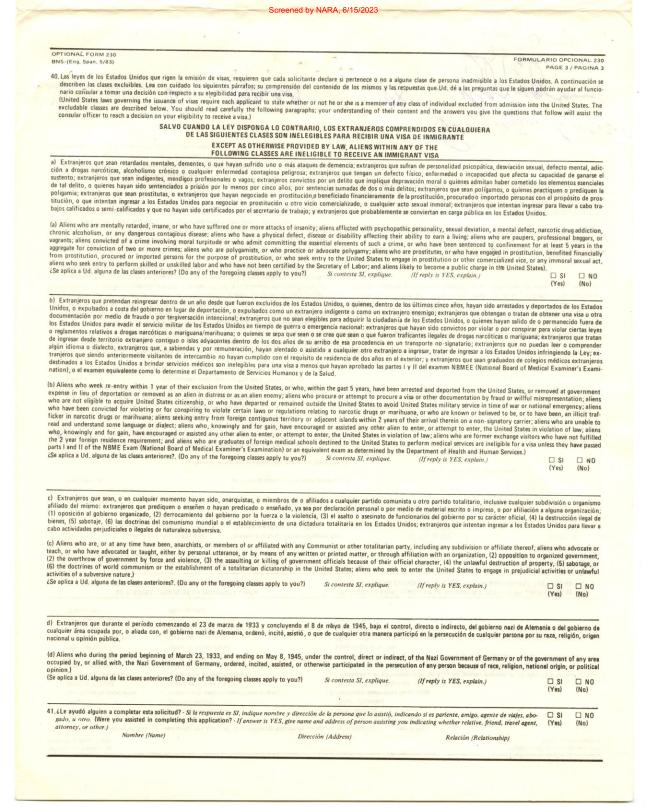 Screened by NARA, 6/15/2023
OPTIONAL FORM 230
BNS-(Eng. Span. 5/83)
FORMULARIO OPCIONAL 230
PAGE 3 / PAGINA 3
40. Las leyes de los Estados Unidos que rigen la emisión de visas, requieren que cada solicitante declare si pertenece o no a alguna clase de persona inadmisible a los Estados Unidos. A continuación se
describen las clases excluibles. Lea con cuidado los siguientes párrafos; su comprensión del contenido de los mismos y las respuestas que Ud. dé a las preguntas que le siguen podrán ayudar al funcio-
nario consular a tomar una decisión con respecto a su elegibilidad para recibir una visa.
(United States laws governing the issuance of visas require each applicant to state whether or not he or she is a member of any class of individual excluded from admission into the United States. The
excludable classes are described below. You should read carefully the following paragraphs; your understanding of their content and the answers you give the questions that follow will assist the
consular officer to reach a decision on your eligibility to receive a visa.)
SALVO CUANDO LA LEY DISPONGA LO CONTRARIO, LOS EXTRANJEROS COMPRENDIDOS EN CUALQUIERA
DE LAS SIGUIENTES CLASES SON INELEGIBLES PARA RECIBIR UNA VISA DE INMIGRANTE
EXCEPT AS OTHERWISE PROVIDED BY LAW, ALIENS WITHIN ANY OF THE
FOLLOWING CLASSES ARE INELIGIBLE TO RECEIVE AN IMMIGRANT VISA
a) Extranjeros que sean retardados mentales, dementes, o que hayan sufrido uno o más ataques de demencia; extranjeros que sufran de personalidad psicopática, desviación sexual, defecto mental, adic-
ción a drogas narcóticas, alcoholismo crónico o cualquier enfermedad contagiosa peligrosa; extranjeros que tengan un defecto físico, enfermedad o incapacidad que afecta su capacidad de ganarse el
sustento; extranjeros que sean indigentes, mendigos profesionales o vagos; extranjeros convictos por un delito que implique depravación moral o quienes admitan haber cometido los elementos esenciales
de tal delito, o quienes hayan sido sentenciados a prisión por lo menos por cinco años, por sentencias sumadas de dos o más delitos; extranjeros que sean polígamos, o quienes practiquen o prediquen la
poligamia; extranjeros que sean prostitutas, o extranjeros que hayan negociado en prostitución, o beneficiado financieramente de la prostitución, procurado o importado personas con el propósito de pros-
titución, o que intentan ingresar a los Estados Unidos para negociar en prostitución u otro vicio comercializado, o cualquier acto sexual inmoral; extranjeros que intentan ingresar para llevar a cabo tra-
bajos calificados o semi-calificados y que no hayan sido certificados por el secretario de trabajo; y extranjeros que probablemente se conviertan en carga pública en los Estados Unidos.
(a) Aliens who are mentally retarded, insane, or who have suffered one or more attacks of insanity; aliens afflicted with psychopathic personality, sexual deviation, a mental defect, narcotic drug addiction,
chronic alcoholism, or any dangerous contagious disease; aliens who have a physical defect, disease or disability affecting their ability to earn a living; aliens who are paupers, professional beggars, or
vagrants; aliens convicted of a crime involving moral turpitude or who admit committing the essential elements of such a crime, or who have been sentenced to confinement for at least 5 years in the
aggregate for conviction of two or more crimes; aliens who are polygamists, or who practice or advocate polygamy; aliens who are prostitutes, or who have engaged in prostitution, benefited financially
from prostitution, procured or imported persons for the purpose of prostitution, or who seek entry to the United States to engage in prostitution or other commercialized vice, or any immoral sexual act,
aliens who seek entry to perform skilled or unskilled labor and who have not been certified by the Secretary of Labor; and aliens likely to become a public charge in the United States).
¿Se aplica a Ud. alguna de las clases anteriores? (Do any of the foregoing classes apply to you?) Si contesta SI, explique. (If reply is YES, explain.) ☐ SI ☐ NO
(Yes) (No)
b) Extranjeros que pretendan reingresar dentro de un año desde que fueron excluidos de los Estados Unidos, o quienes, dentro de los últimos cinco años, hayan sido arrestados y deportados de los Estados
Unidos, o expulsados a costa del gobierno en lugar de deportación, o expulsados como un extranjero indigente o como un extranjero enemigo; extranjeros que obtengan o tratan de obtener una visa u otra
documentación por medio de fraude o por tergiversación intencional; extranjeros que no sean elegibles para adquirir la ciudadanía de los Estados Unidos, o quienes hayan salido de o permanecido fuera de
los Estados Unidos para evadir el servicio militar de los Estados Unidos en tiempo de guerra o emergencia nacional; extranjeros que hayan sido convictos por violar o por conspirar para violar ciertas leyes
o reglamentos relativos a drogas narcóticas o mariguana/marihuana; o quienes se sepa que sean o se crea que sean o que fueron traficantes ilegales de drogas narcóticas o mariguana; extranjeros que tratan
de ingresar desde territorio extranjero contiguo o islas adyacentes dentro de los dos años de su arribo de esa procedencia en un transporte no-signatario; extranjeros que no puedan leer o comprender
algún idioma o dialecto, extranjeros que, a sabiendas y por remuneración, hayan alentado o asistido a cualquier otro extranjero a ingresar, tratar de ingresar a los Estados Unidos infringiendo la Ley; ex-
tranjeros que siendo anteriormente visitantes de intercambio no hayan cumplido con el requisito de residencia de dos años en el exterior; y extranjeros que sean graduados de colegios médicos extranjeros
destinados a los Estados Unidos a brindar servicios médicos son inelegibles para una visa a menos que hayan aprobado las partes I y II del examen NBMEE (National Board of Medical Examiner's Exami-
nation), o el examen equivalente como lo determine el Departamento de Servicios Humanos y de la Salud.
(b) Aliens who week re-entry within 1 year of their exclusion from the United States, or who, within the past 5 years, have been arrested and deported from the United States, or removed at government
expense in lieu of deportation or removed as an alien in distress or as an alien enemy; aliens who procure or attempt to procure a visa or other documentation by fraud or willful misrepresentation; aliens
who are not eligible to acquire United States citizenship, or who have departed or remained outside the United States to avoid United States military service in time of war or national emergency; aliens
who have been convicted for violating or for conspiring to violate certain laws or regulations relating to narcotic drugs or marihuana, or who are known or believed to be, or to have been, an illicit traf-
ficker in narcotic drugs or marihuana; aliens seeking entry from foreign contiguous territory or adjacent islands within 2 years of their arrival therein on a non-signatory carrier; aliens who are unable to
read and understand some language or dialect; aliens who, knowingly and for gain, have encouraged or assisted any other alien to enter, or attempt to enter, the United States in violation of law; aliens
who, knowingly and for gain, have encouraged or assisted any other alien to enter, or attempt to enter, the United States in violation of law; aliens who are former exchange visitors who have not fulfilled
the 2 year foreign residence requirement; and aliens who are graduates of foreign medical schools destined to the United States to perform medical services are ineligible for a visa unless they have passed
parts I and II of the NBME Exam (National Board of Medical Examiner's Examination) or an equivalent exam as determined by the Department of Health and Human Services.)
¿Se aplica a Ud. alguna de las clases anteriores?. (Do any of the foregoing classes apply to you?) Si contesta SI, explique. (If reply is YES, explain.) ☐ SI ☐ NO
(Yes) (No)
c) Extranjeros que sean, o en cualquier momento hayan sido, anarquistas, o miembros de o afiliados a cualquier partido comunista u otro partido totalitario, inclusive cualquier subdivisión u organismo
afiliado del mismo; extranjeros que prediquen o enseñen o hayan predicado o enseñado, ya sea por declaración personal o por medio de material escrito o impreso, o por afiliación a alguna organización;
(1) oposición al gobierno organizado, (2) derrocamiento del gobierno por la fuerza o la violencia, (3) el asalto o asesinato de funcionarios del gobierno por su carácter oficial, (4) la destrucción ilegal de
bienes, (5) sabotaje, (6) las doctrinas del comunismo mundial o el establecimiento de una dictadura totalitaria en los Estados Unidos; extranjeros que intentan ingresar a los Estados Unidos para llevar a
cabo actividades perjudiciales o ilegales de naturaleza subversiva.
(c) Aliens who are, or at any time have been, anarchists, or members of or affiliated with any Communist or other totalitarian party, including any subdivision or affiliate thereof; aliens who advocate or
teach, or who have advocated or taught, either by personal utterance, or by means of any written or printed matter, or through affiliation with an organization, (2) opposition to organized government,
(2) the overthrow of government by force and violence, (3) the assaulting or killing of government officials because of their official character, (4) the unlawful destruction of property, (5) sabotage, or
(6) the doctrines of world communism or the establishment of a totalitarian dictatorship in the United States; aliens who seek to enter the United States to engage in prejudicial activities or unlawful
activities of a subversive nature.)
¿Se aplica a Ud. alguna de las clases anteriores? (Do any of the foregoing classes apply to you?) Si contesta SI, explique. (If reply is YES, explain.) ☐ SI ☐ NO
(Yes) (No)
d) Extranjeros que durante el período comenzando el 23 de marzo de 1933 y concluyendo el 8 de mayo de 1945, bajo el control, directo o indirecto, del gobierno nazi de Alemania o del gobierno de
cualquier área ocupada por, o aliada con, el gobierno nazi de Alemania, ordenó, incitó, asistió, o que de cualquier otra manera participó en la persecución de cualquier persona por su raza, religión, origen
nacional u opinión pública.
(d) Aliens who during the period beginning of March 23, 1933, and ending on May 8, 1945, under the control, direct or indirect, of the Nazi Government of Germany or of the government of any area
occupied by, or allied with, the Nazi Government of Germany, ordered, incited, assisted, or otherwise participated in the persecution of any person because of race, religion, national origin, or political
opinion.)
(Se aplica a Ud. alguna de las clases anteriores? (Do any of the foregoing classes apply to you?) Si contesta SI, explique. (If reply is YES, explain.) ☐ SI ☐ NO
(Yes) (No)
41. ¿Le ayudó alguien a completar esta solicitud? - Si la respuesta es SI, indique nombre y dirección de la persona que lo asistió, indicando si es pariente, amigo, agente de viajes, abo-
gado, u otro. (Were you assisted in completing this application? - If answer is YES, give name and address of person assisting you indicating whether relative, friend, travel agent,
attorney, or other.) ☐ SI ☐ NO
(Yes) (No)
Nombre (Name) Dirección (Address) Relación (Relationship)